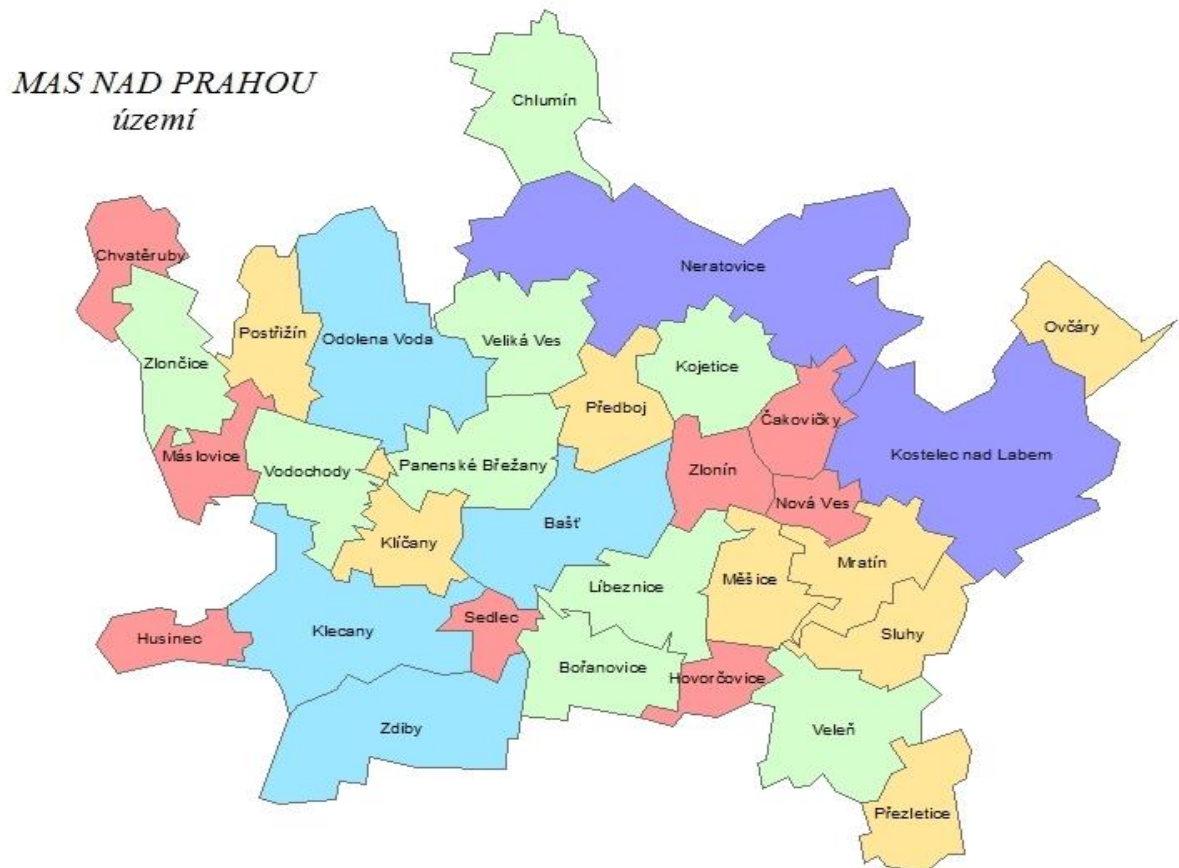 MAS NAD PRAHOU
území
Chlumín
Chvatěruby
Neratovice
Ovčáry
Postřižín
Odolena Voda
Veliká Ves
Zlončice
Kojetice
Předboj
Čakovičky
Máslovice
Vodochody
Panenské Břežany
Zlonín
Kostelec nad Labem
Nová Ves
Bašť
Klíčany
Mratín
Líbeznice
Měšice
Sedlec
Klecany
Husinec
Sluhy
Bořanovice
Hovorčovice
Zdiby
Veleň
Přezletice